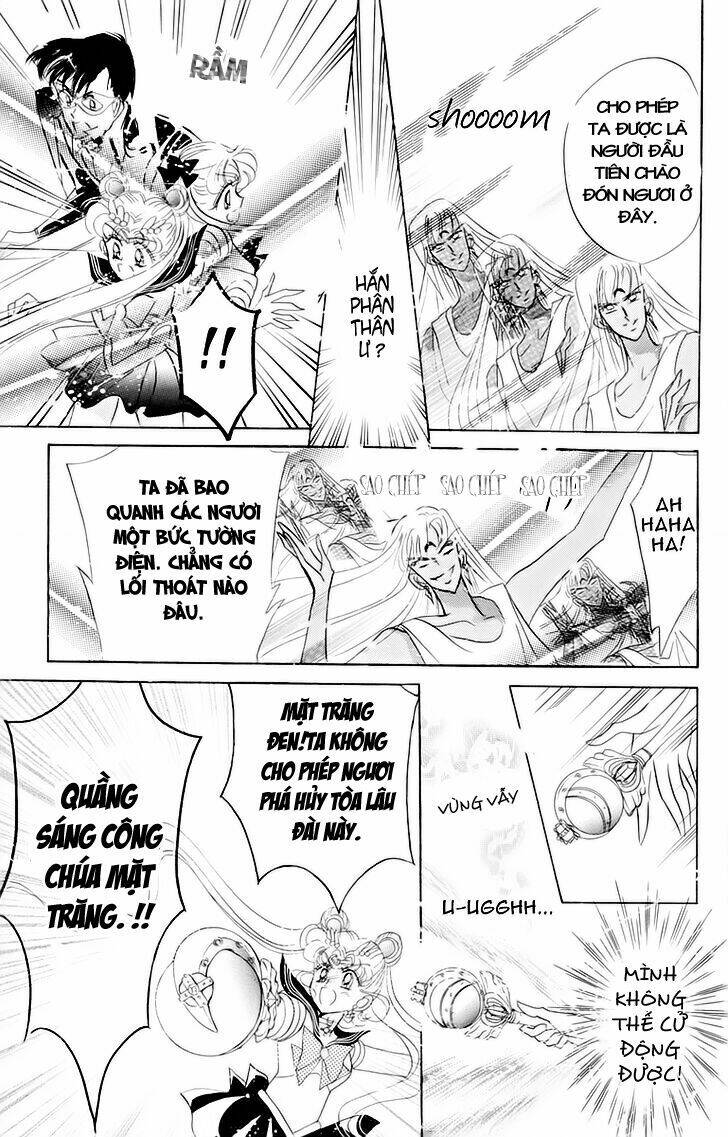 CHO PHÉP
TA ĐƯỢC LÀ
NGƯỜI ĐẦU
TIÊN CHÀO
ĐÓN NGƯƠI Ở
ĐÂY.
shoooom
RẦM
HẮN
PHÂN
THÂN
Ư?
!!
AH
HAHA
HA!
SAO CHÉP
SAO CHÉP
SAO CHÉP
TA ĐÃ BAO
QUANH CÁC NGƯƠI
MỘT BỨC TƯỜNG
ĐIỆN. CHẲNG CÓ
LỐI THOÁT NÀO
ĐÂU.
VÙNG VẪY
U-UGGHH...
MÌNH
KHÔNG
THỂ CỬ
ĐỘNG
ĐƯỢC!
MẶT TRĂNG
ĐEN!TA KHÔNG
CHO PHÉP NGƯƠI
PHÁ HỦY TÒA LÂU
ĐÀI NÀY.
QUẦNG
SÁNG CÔNG
CHÚA MẶT
TRĂNG. !!